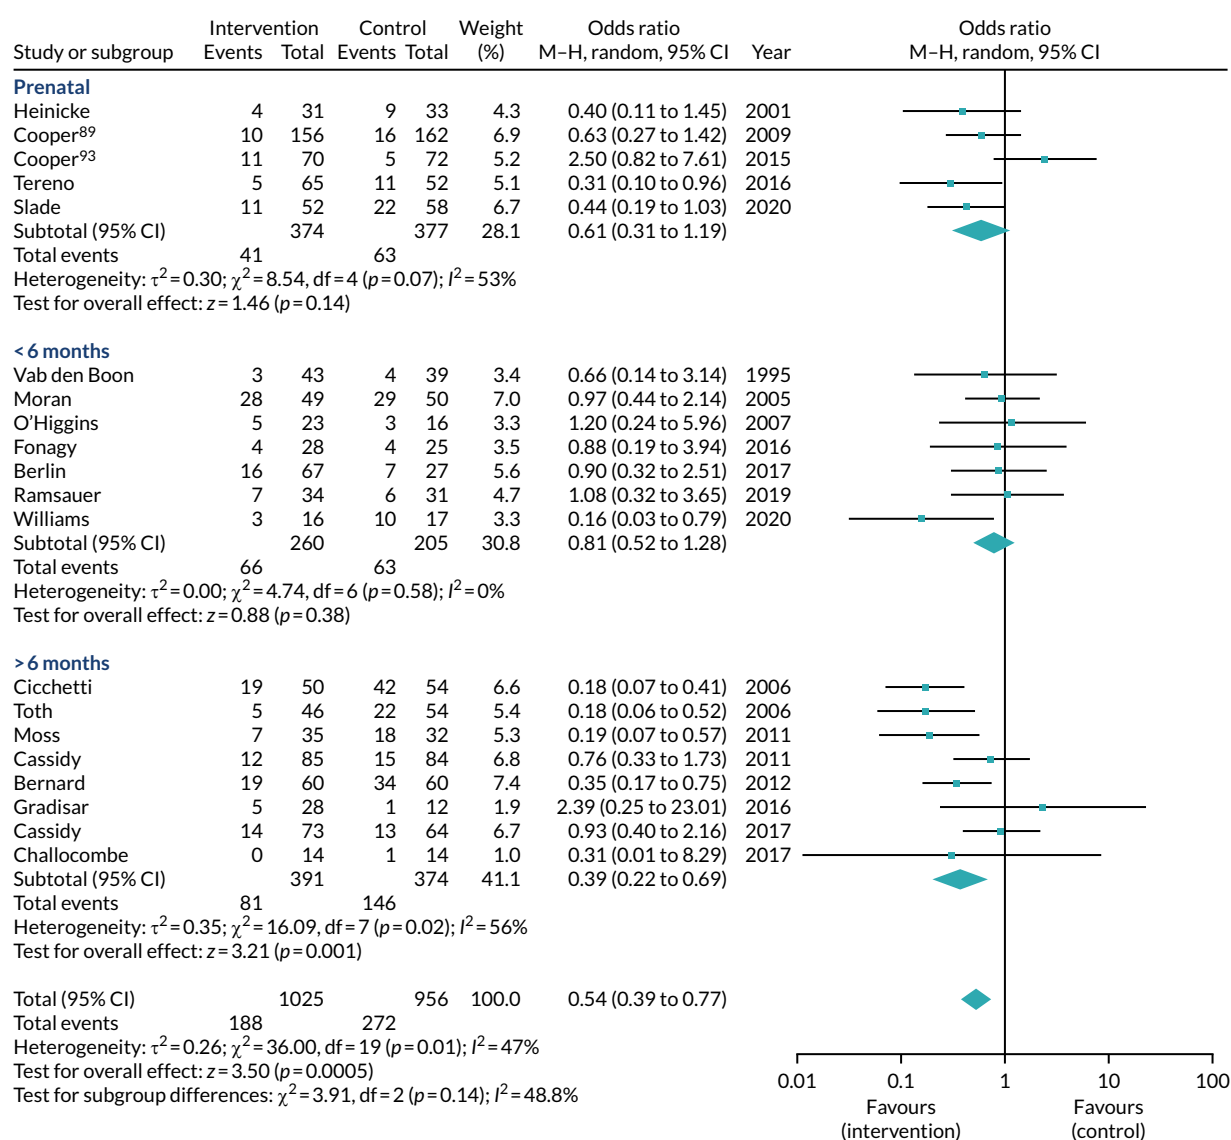 Intervention Control Weight Odds ratio Odds ratio
Study or subgroup Events Total Events Total (%) M–H, random, 95% CI Year M–H, random, 95% CI
Prenatal
Heinicke 4 31 9 33 4.3 0.40 (0.11 to 1.45) 2001
Cooper⁸⁹ 10 156 16 162 6.9 0.63 (0.27 to 1.42) 2009
Cooper⁹³ 11 70 5 72 5.2 2.50 (0.82 to 7.61) 2015
Tereno 5 65 11 52 5.1 0.31 (0.10 to 0.96) 2016
Slade 11 52 22 58 6.7 0.44 (0.19 to 1.03) 2020
Subtotal (95% CI) 374 377 28.1 0.61 (0.31 to 1.19)
Total events 41 63
Heterogeneity: τ²=0.30; χ²=8.54, df=4 (p=0.07); I²=53%
Test for overall effect: z=1.46 (p=0.14)
<6 months
Vab den Boon 3 43 4 39 3.4 0.66 (0.14 to 3.14) 1995
Moran 28 49 29 50 7.0 0.97 (0.44 to 2.14) 2005
O'Higgins 5 23 3 16 3.3 1.20 (0.24 to 5.96) 2007
Fonagy 4 28 4 25 3.5 0.88 (0.19 to 3.94) 2016
Berlin 16 67 7 27 5.6 0.90 (0.32 to 2.51) 2017
Ramsauer 7 34 6 31 4.7 1.08 (0.32 to 3.65) 2019
Williams 3 16 10 17 3.3 0.16 (0.03 to 0.79) 2020
Subtotal (95% CI) 260 205 30.8 0.81 (0.52 to 1.28)
Total events 66 63
Heterogeneity: τ²=0.00; χ²=4.74, df=6 (p=0.58); I²=0%
Test for overall effect: z=0.88 (p=0.38)
>6 months
Cicchetti 19 50 42 54 6.6 0.18 (0.07 to 0.41) 2006
Toth 5 46 22 54 5.4 0.18 (0.06 to 0.52) 2006
Moss 7 35 18 32 5.3 0.19 (0.07 to 0.57) 2011
Cassidy 12 85 15 84 6.8 0.76 (0.33 to 1.73) 2011
Bernard 19 60 34 60 7.4 0.35 (0.17 to 0.75) 2012
Gradisar 5 28 1 12 1.9 2.39 (0.25 to 23.01) 2016
Cassidy 14 73 13 64 6.7 0.93 (0.40 to 2.16) 2017
Challocombe 0 14 1 14 1.0 0.31 (0.01 to 8.29) 2017
Subtotal (95% CI) 391 374 41.1 0.39 (0.22 to 0.69)
Total events 81 146
Heterogeneity: τ²=0.35; χ²=16.09, df=7 (p=0.02); I²=56%
Test for overall effect: z=3.21 (p=0.001)
Total (95% CI) 1025 956 100.0 0.54 (0.39 to 0.77)
Total events 188 272
Heterogeneity: τ²=0.26; χ²=36.00, df=19 (p=0.01); I²=47%
Test for overall effect: z=3.50 (p=0.0005)
Test for subgroup differences: χ²=3.91, df=2 (p=0.14); I²=48.8%
0.01 0.1 1 10 100
Favours Favours
(intervention) (control)